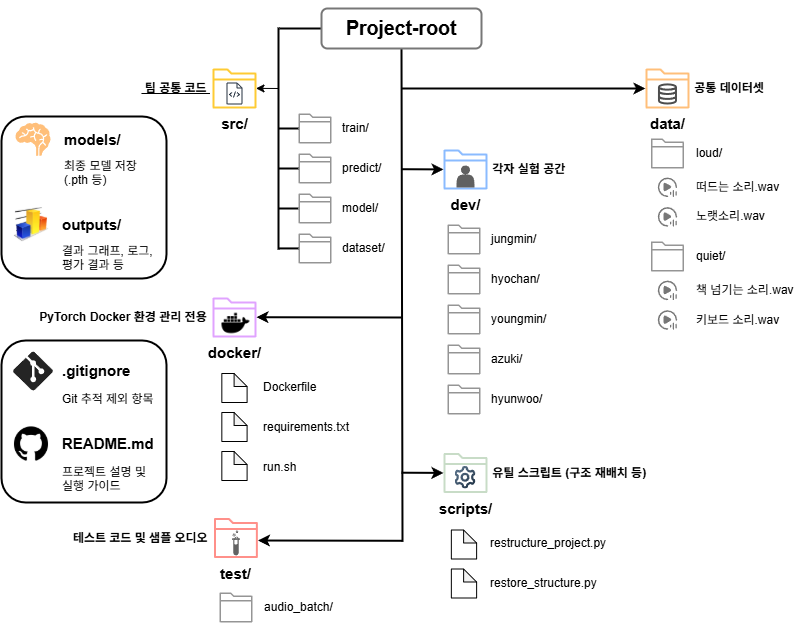 Project-root
팀 공통 코드
src/
train/
predict/
model/
dataset/
models/
최종 모델 저장
(.pth 등)
outputs/
결과 그래프, 로그,
평가 결과 등
PyTorch Docker 환경 관리 전용
docker/
Dockerfile
requirements.txt
run.sh
.gitignore
Git 추적 제외 항목
README.md
프로젝트 설명 및
실행 가이드
테스트 코드 및 샘플 오디오
test/
audio_batch/
각자 실험 공간
dev/
jungmin/
hyochan/
youngmin/
azuki/
hyunwoo/
유틸 스크립트 (구조 재배치 등)
scripts/
restructure_project.py
restore_structure.py
공통 데이터셋
data/
loud/
떠드는 소리.wav
노랫소리.wav
quiet/
책 넘기는 소리.wav
키보드 소리.wav